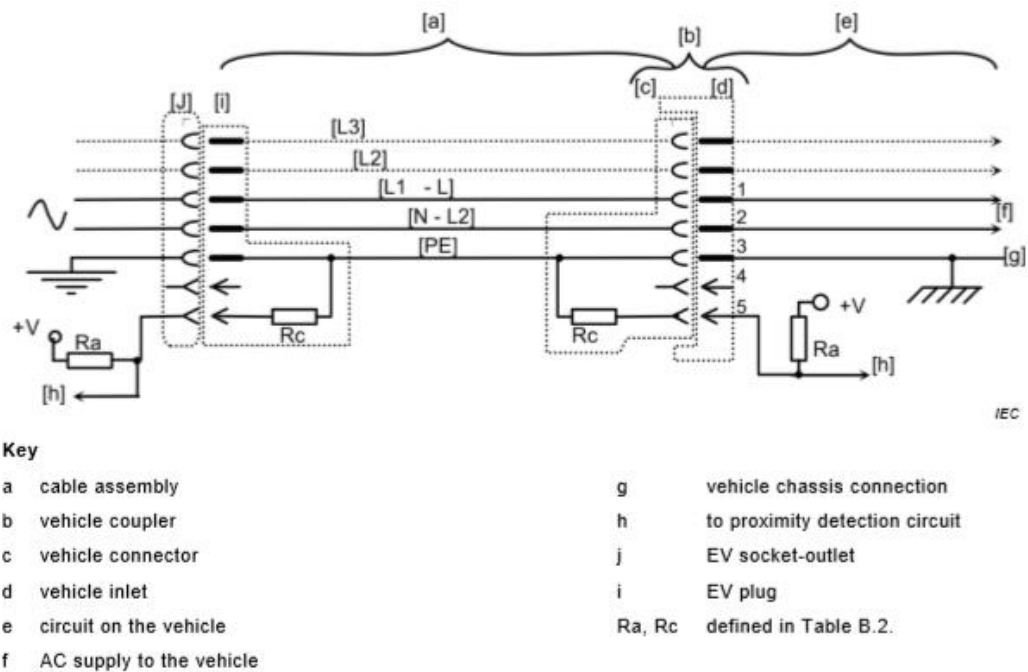 [a]
[b]
[e]
[c]
[d]
[J]
[i]
[L3]
[L2]
[L1 - L]
1
[N - L2]
2
[f]
[PE]
3
[g]
4
5
+V
Ra
Rc
Rc
+V
Ra
[h]
[h]
IEC
Key
a cable assembly
b vehicle coupler
c vehicle connector
d vehicle inlet
e circuit on the vehicle
f AC supply to the vehicle
g vehicle chassis connection
h to proximity detection circuit
j EV socket-outlet
i EV plug
Ra, Rc defined in Table B.2.